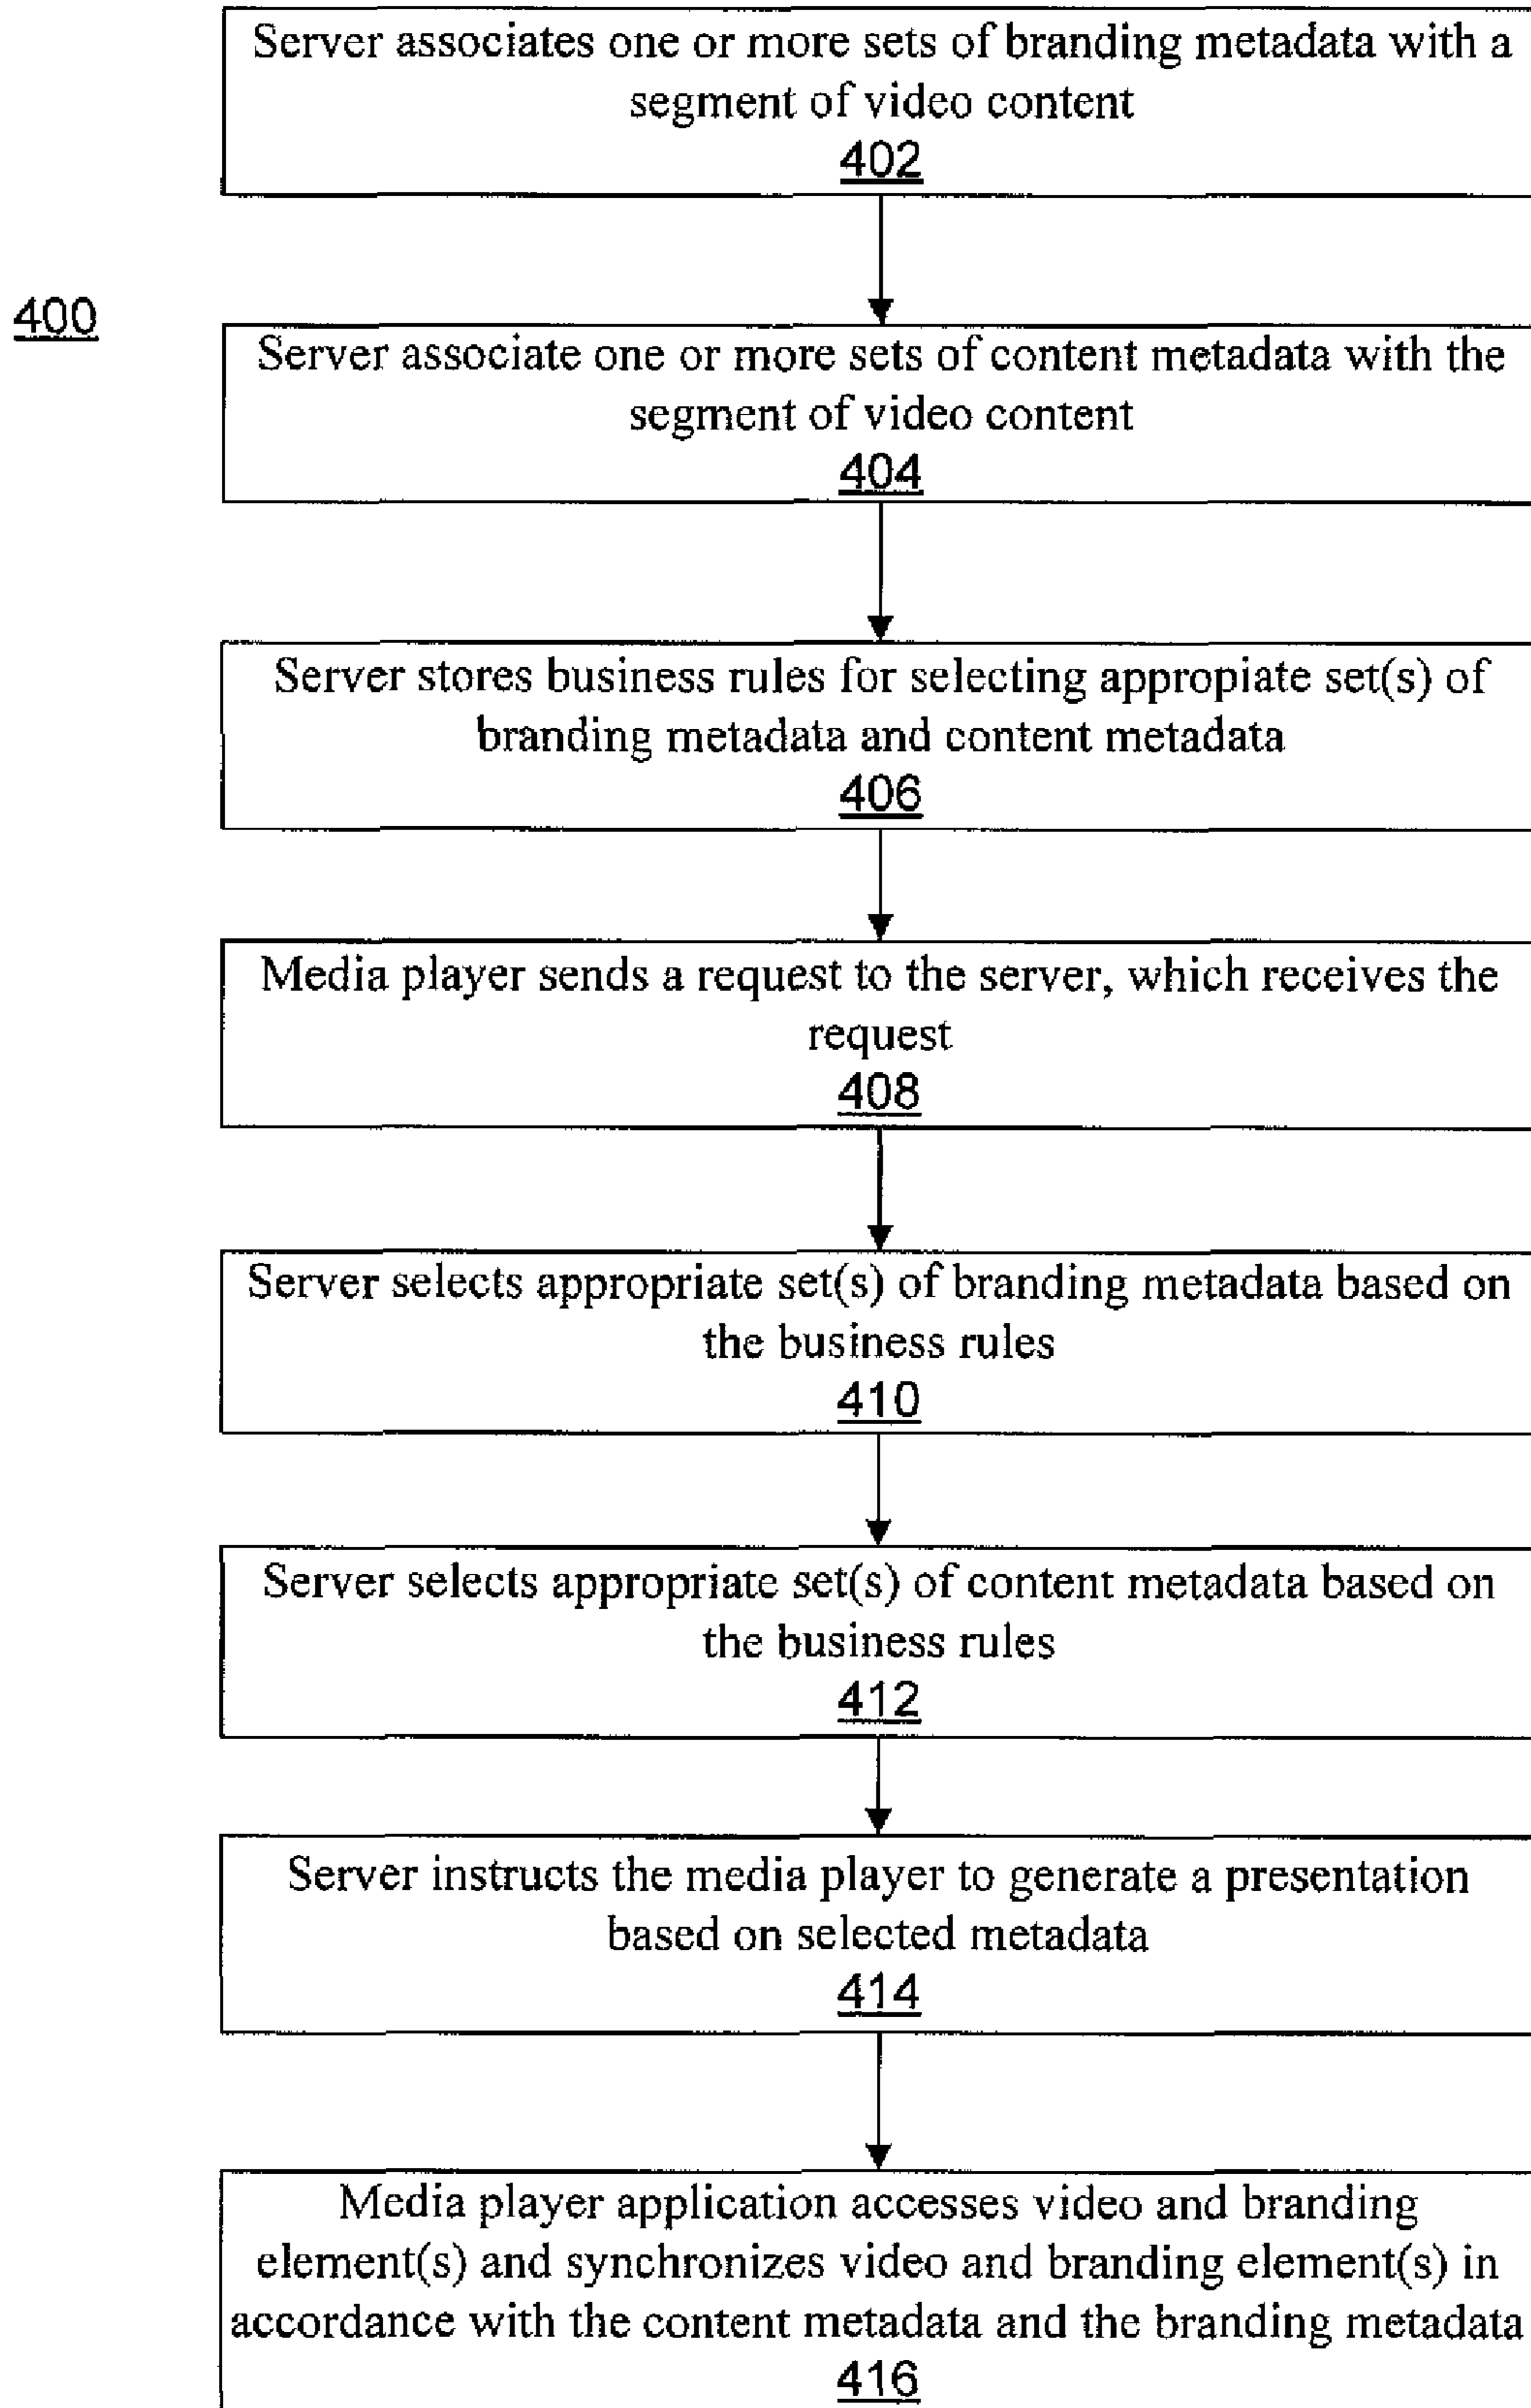 Server associates one or more sets of branding metadata with a
segment of video content
402
400
Server associate one or more sets of content metadata with the
segment of video content
404
Server stores business rules for selecting appropiate set(s) of
branding metadata and content metadata
406
Media player sends a request to the server, which receives the
request
408
Server selects appropriate set(s) of branding metadata based on
the business rules
410
Server selects appropriate set(s) of content metadata based on
the business rules
412
Server instructs the media player to generate a presentation
based on selected metadata
414
Media player application accesses video and branding
element(s) and synchronizes video and branding element(s) in
accordance with the content metadata and the branding metadata
416